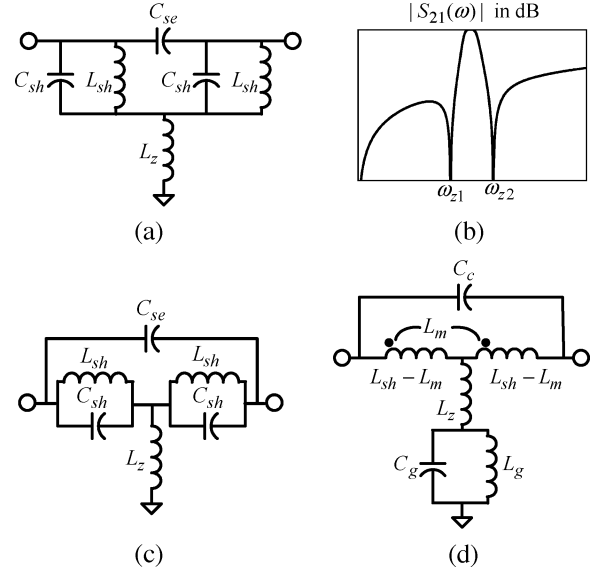 C_se
C_sh L_sh C_sh L_sh
L_z
(a)
|S_21(ω)| in dB
ω_z1 ω_z2
(b)
C_se
L_sh L_sh
C_sh C_sh
L_z
(c)
C_c
L_m
L_sh − L_m L_sh − L_m
L_z
C_g L_g
(d)